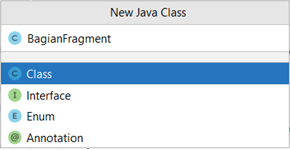 New Java Class
C BagianFragment
C Class
I Interface
E Enum
@ Annotation